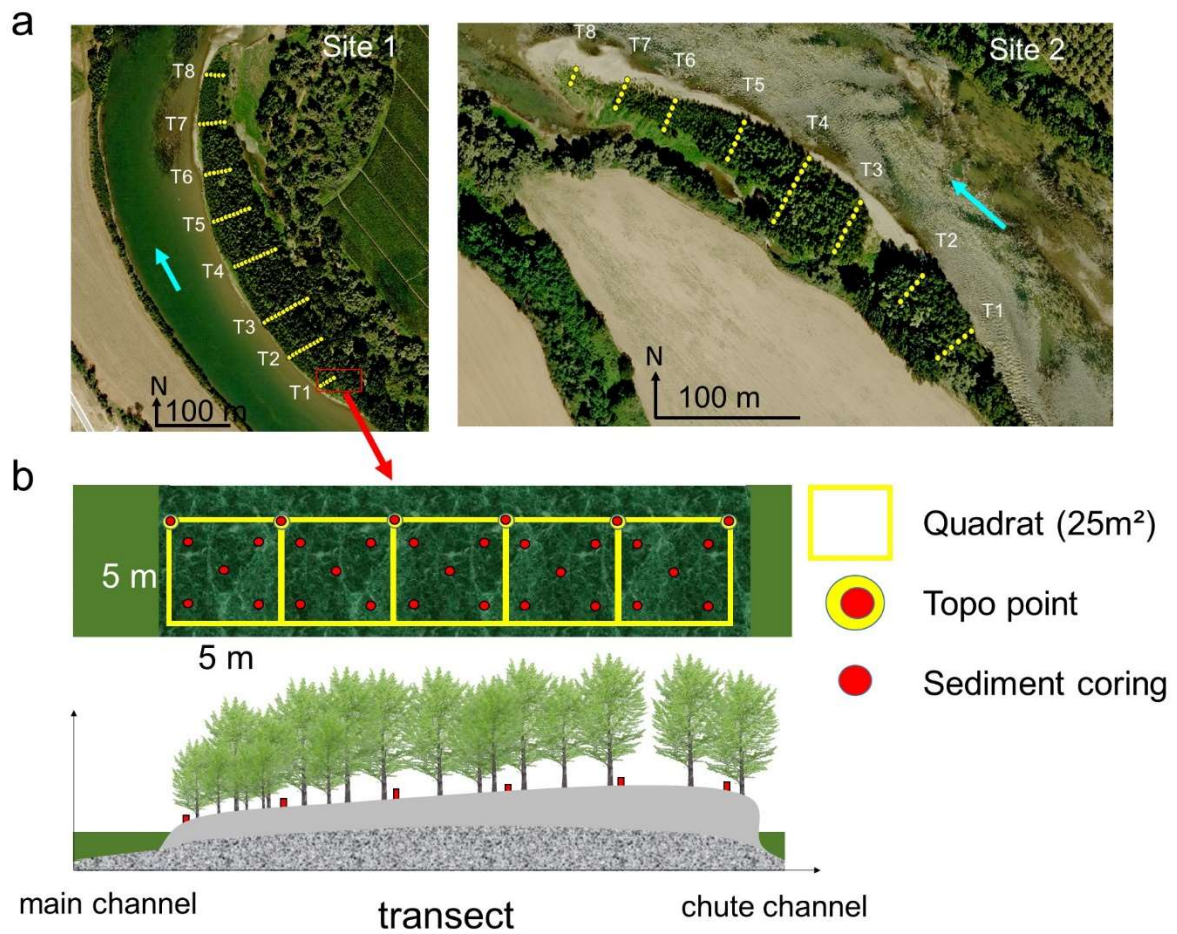 a
Site 1
T8
T7
T6
T5
T4
T3
T2
T1
N
100 m
Site 2
T8
T7
T6
T5
T4
T3
T2
T1
N
100 m
b
5 m
5 m
Quadrat (25m²)
Topo point
Sediment coring
main channel
transect
chute channel